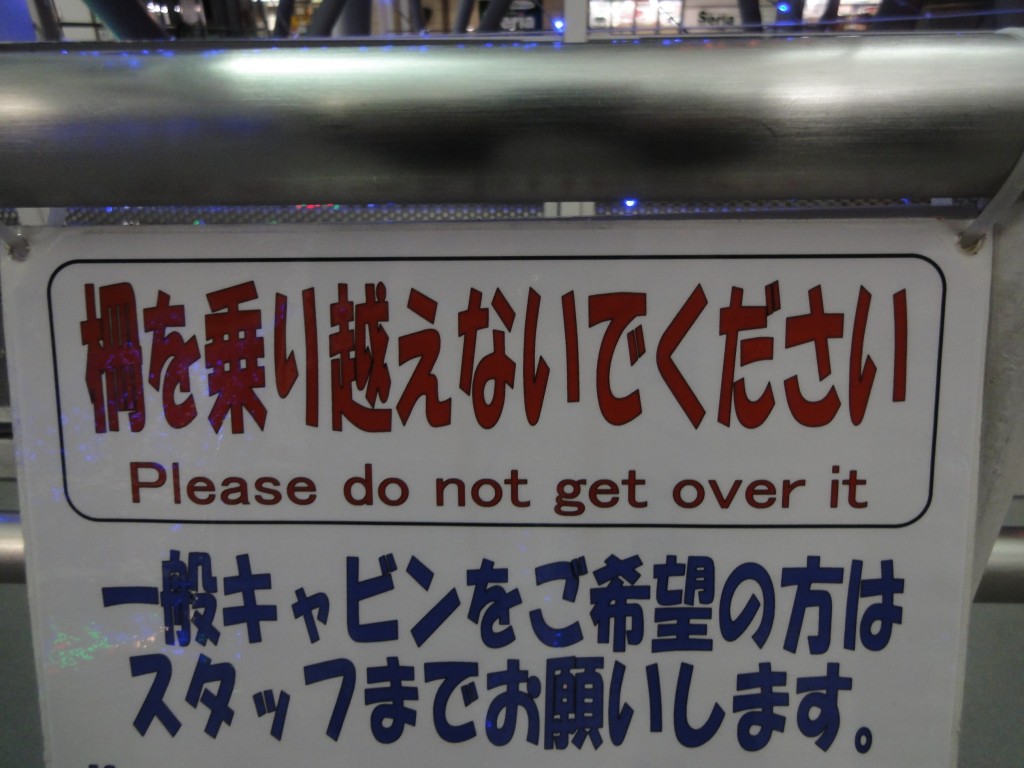 Seria
Seria
柵を乗り越えないでください
Please do not get over it
一般キャビンをご希望の方は
スタッフまでお願いします。